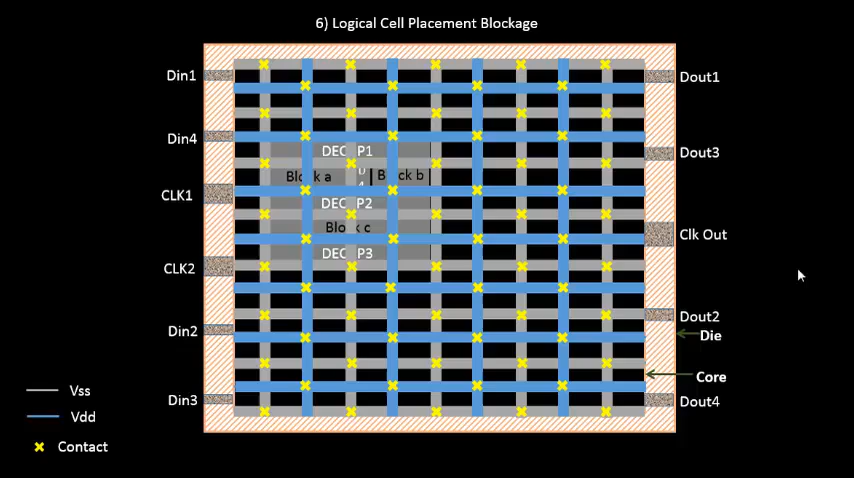 6) Logical Cell Placement Blockage
Din1
Dout1
Din4
DEC P1
Dout3
Block a
D
4
Block b
CLK1
DEC P2
Block c
Clk Out
DEC P3
CLK2
Dout2
Din2
Die
Core
Vss
Din3
Dout4
Vdd
Contact